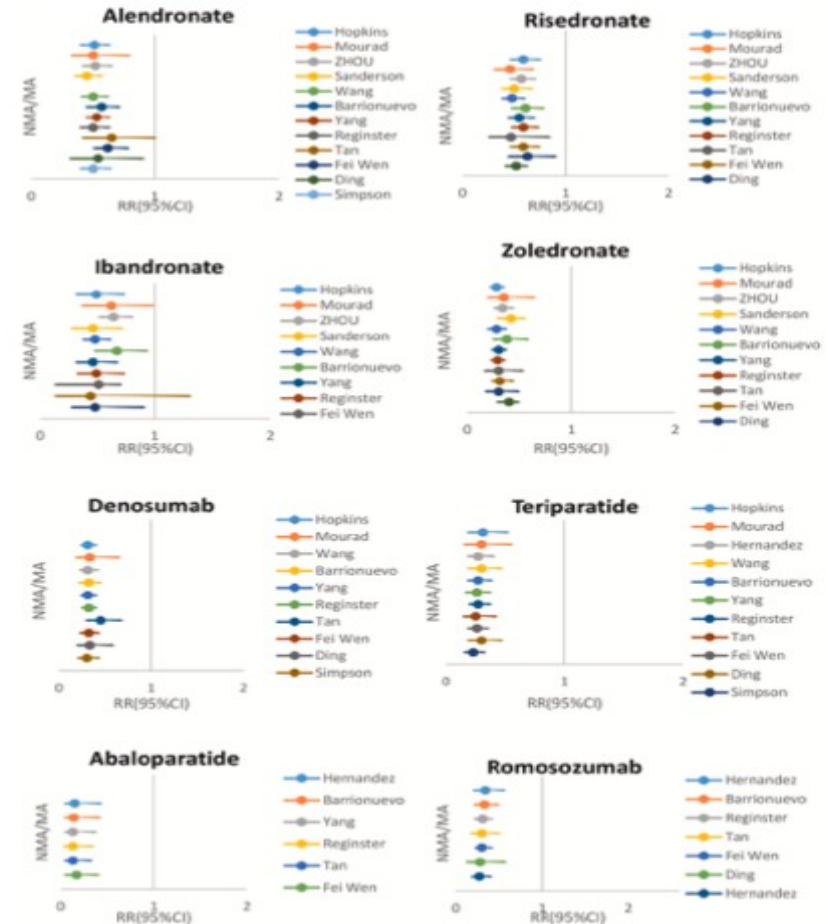 Alendronate
NMA/MA
0 1 2
RR(95%CI)
Hopkins
Mourad
ZHOU
Sanderson
Wang
Barrionuevo
Yang
Reginster
Tan
Fei Wen
Ding
Simpson
Risedronate
NMA/MA
0 1
RR(95%CI)
Hopkins
Mourad
ZHOU
Sanderson
Wang
Barrionuevo
Yang
Reginster
Tan
Fei Wen
Ding
Ibandronate
NMA/MA
0 1 2
RR(95%CI)
Hopkins
Mourad
ZHOU
Sanderson
Wang
Barrionuevo
Yang
Reginster
Fei Wen
Zoledronate
NMA/MA
0 1 2
RR(95%CI)
Hopkins
Mourad
ZHOU
Sanderson
Wang
Barrionuevo
Yang
Reginster
Tan
Fei Wen
Ding
Denosumab
NMA/MA
0 1 2
RR(95%CI)
Hopkins
Mourad
Wang
Barrionuevo
Yang
Reginster
Tan
Fei Wen
Ding
Simpson
Teriparatide
NMA/MA
0 1 2
RR(95%CI)
Hopkins
Mourad
Hernandez
Wang
Barrionuevo
Yang
Reginster
Tan
Fei Wen
Ding
Simpson
Abaloparatide
NMA/MA
0 1 2
RR(95%CI)
Hernandez
Barrionuevo
Yang
Reginster
Tan
Fei Wen
Romosozumab
NMA/MA
0 1 2
RR(95%CI)
Hernandez
Barrionuevo
Reginster
Tan
Fei Wen
Ding
Hernandez